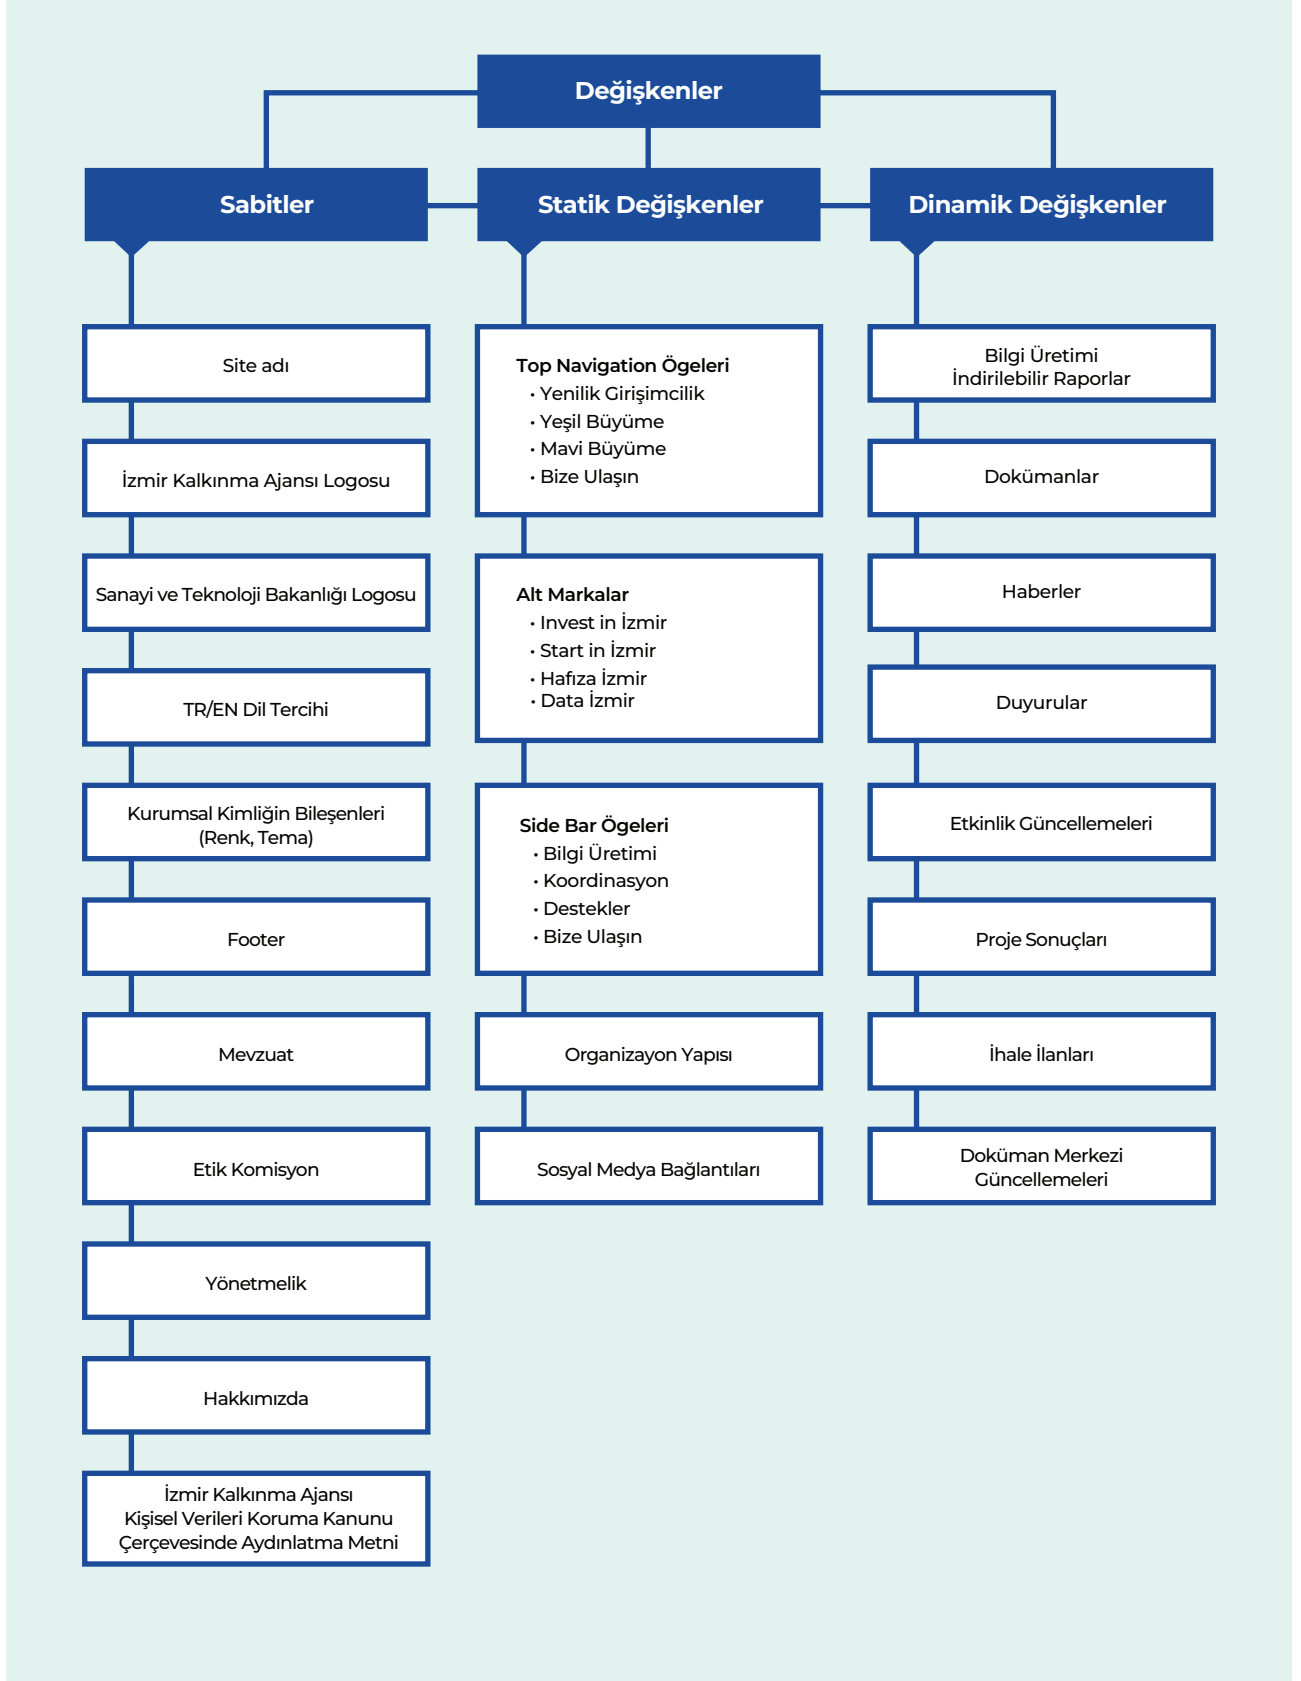 Değişkenler
Sabitler
Statik Değişkenler
Dinamik Değişkenler
Site adı
İzmir Kalkınma Ajansı Logosu
Sanayi ve Teknoloji Bakanlığı Logosu
TR/EN Dil Tercihi
Kurumsal Kimliğin Bileşenleri
(Renk, Tema)
Footer
Mevzuat
Etik Komisyon
Yönetmelik
Hakkımızda
İzmir Kalkınma Ajansı
Kişisel Verileri Koruma Kanunu
Çerçevesinde Aydınlatma Metni
Top Navigation Ögeleri
• Yenilik Girişimcilik
• Yeşil Büyüme
• Mavi Büyüme
• Bize Ulaşın
Alt Markalar
• Invest in İzmir
• Start in İzmir
• Hafıza İzmir
• Data İzmir
Side Bar Ögeleri
• Bilgi Üretimi
• Koordinasyon
• Destekler
• Bize Ulaşın
Organizayon Yapısı
Sosyal Medya Bağlantıları
Bilgi Üretimi
İndirilebilir Raporlar
Dokümanlar
Haberler
Duyurular
Etkinlik Güncellemeleri
Proje Sonuçları
İhale İlanları
Doküman Merkezi
Güncellemeleri